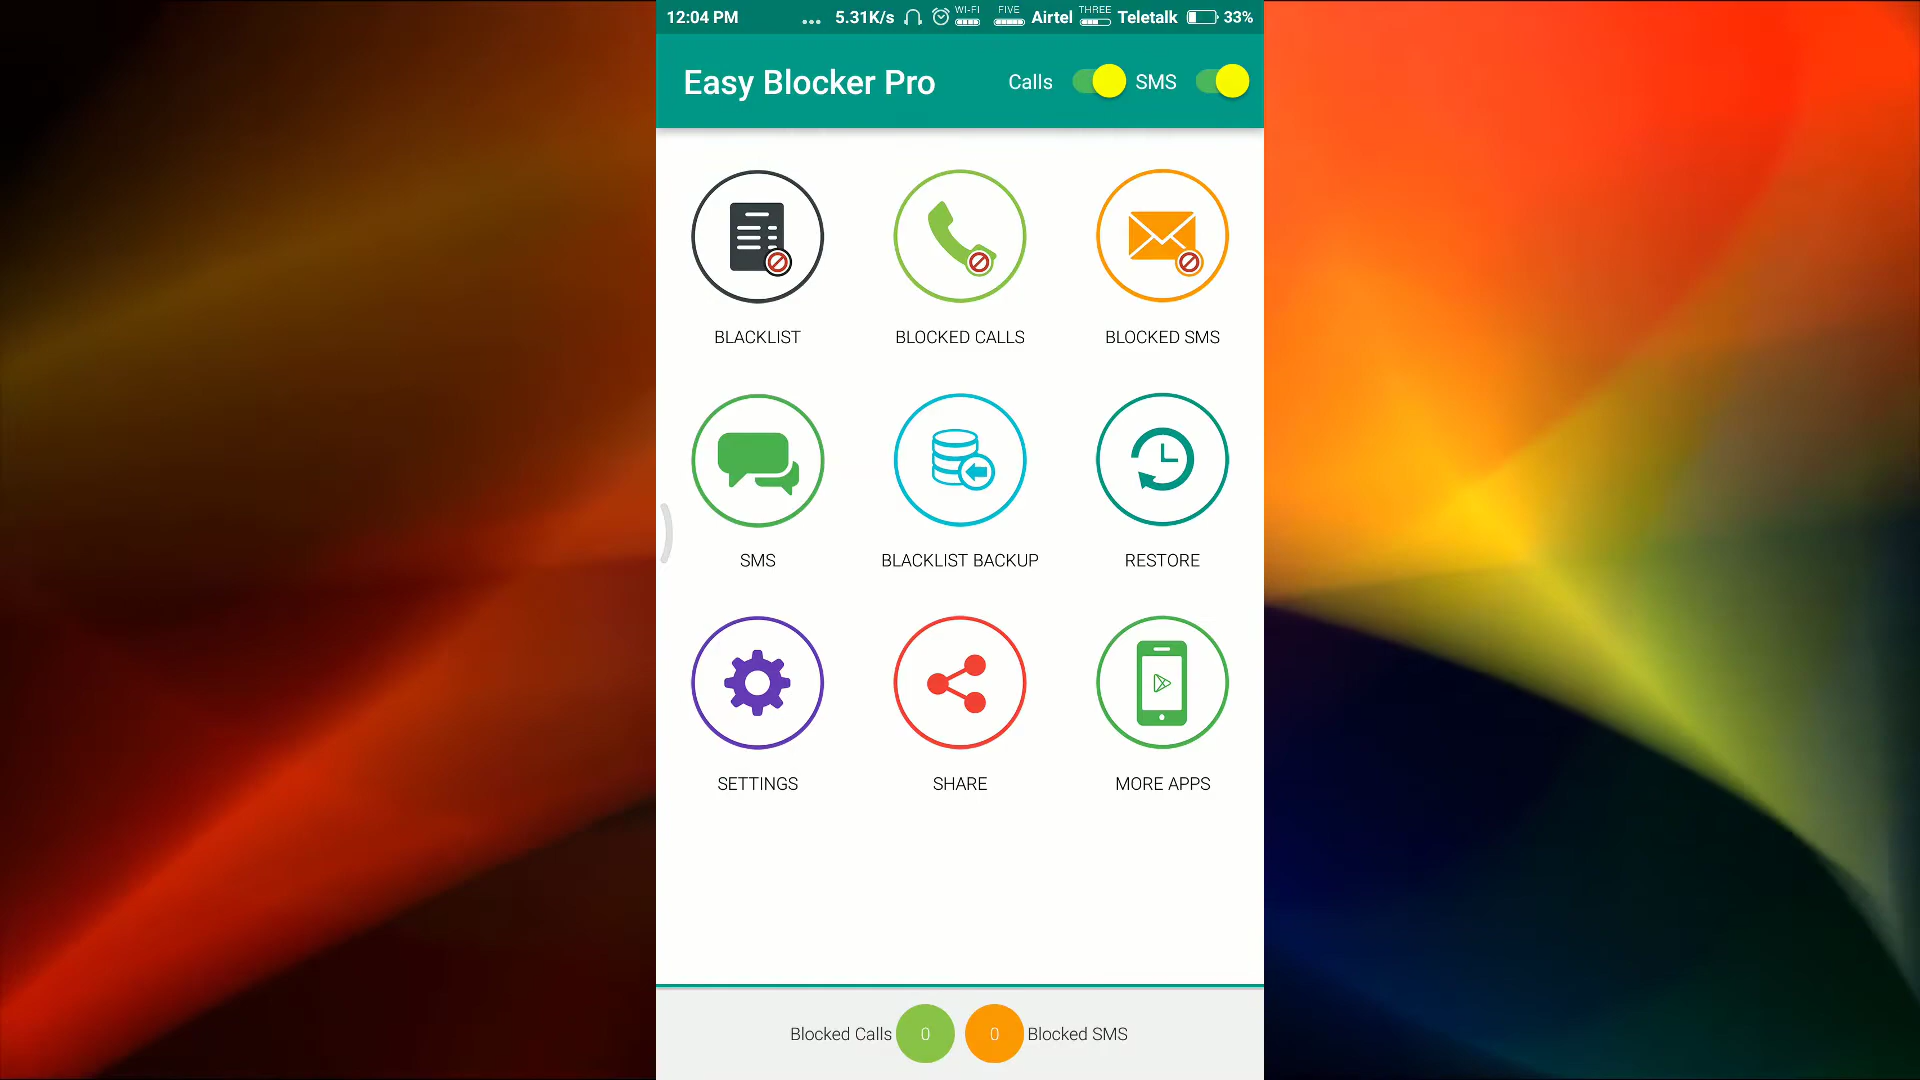 12:04 PM ... 5.31K/s WI-FI FIVE Airtel THREE Teletalk 33%
Easy Blocker Pro Calls SMS
BLACKLIST BLOCKED CALLS BLOCKED SMS
SMS BLACKLIST BACKUP RESTORE
SETTINGS SHARE MORE APPS
Blocked Calls 0 0 Blocked SMS